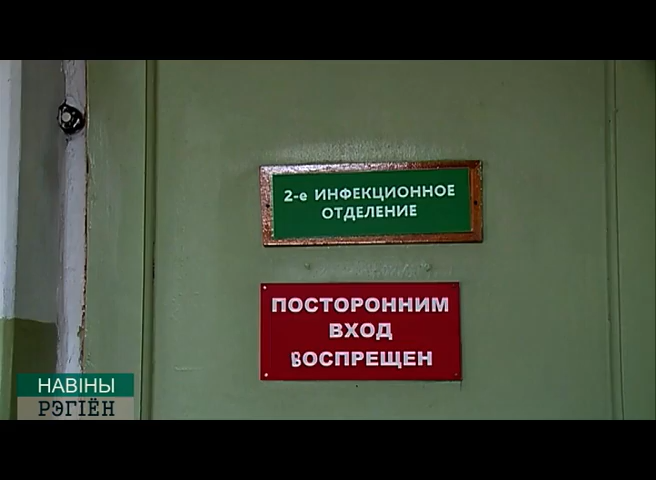 2-е ИНФЕКЦИОННОЕ
ОТДЕЛЕНИЕ
ПОСТОРОННИМ
ВХОД
ВОСПРЕЩЕН
НАВІНЫ
РЭГІЁН